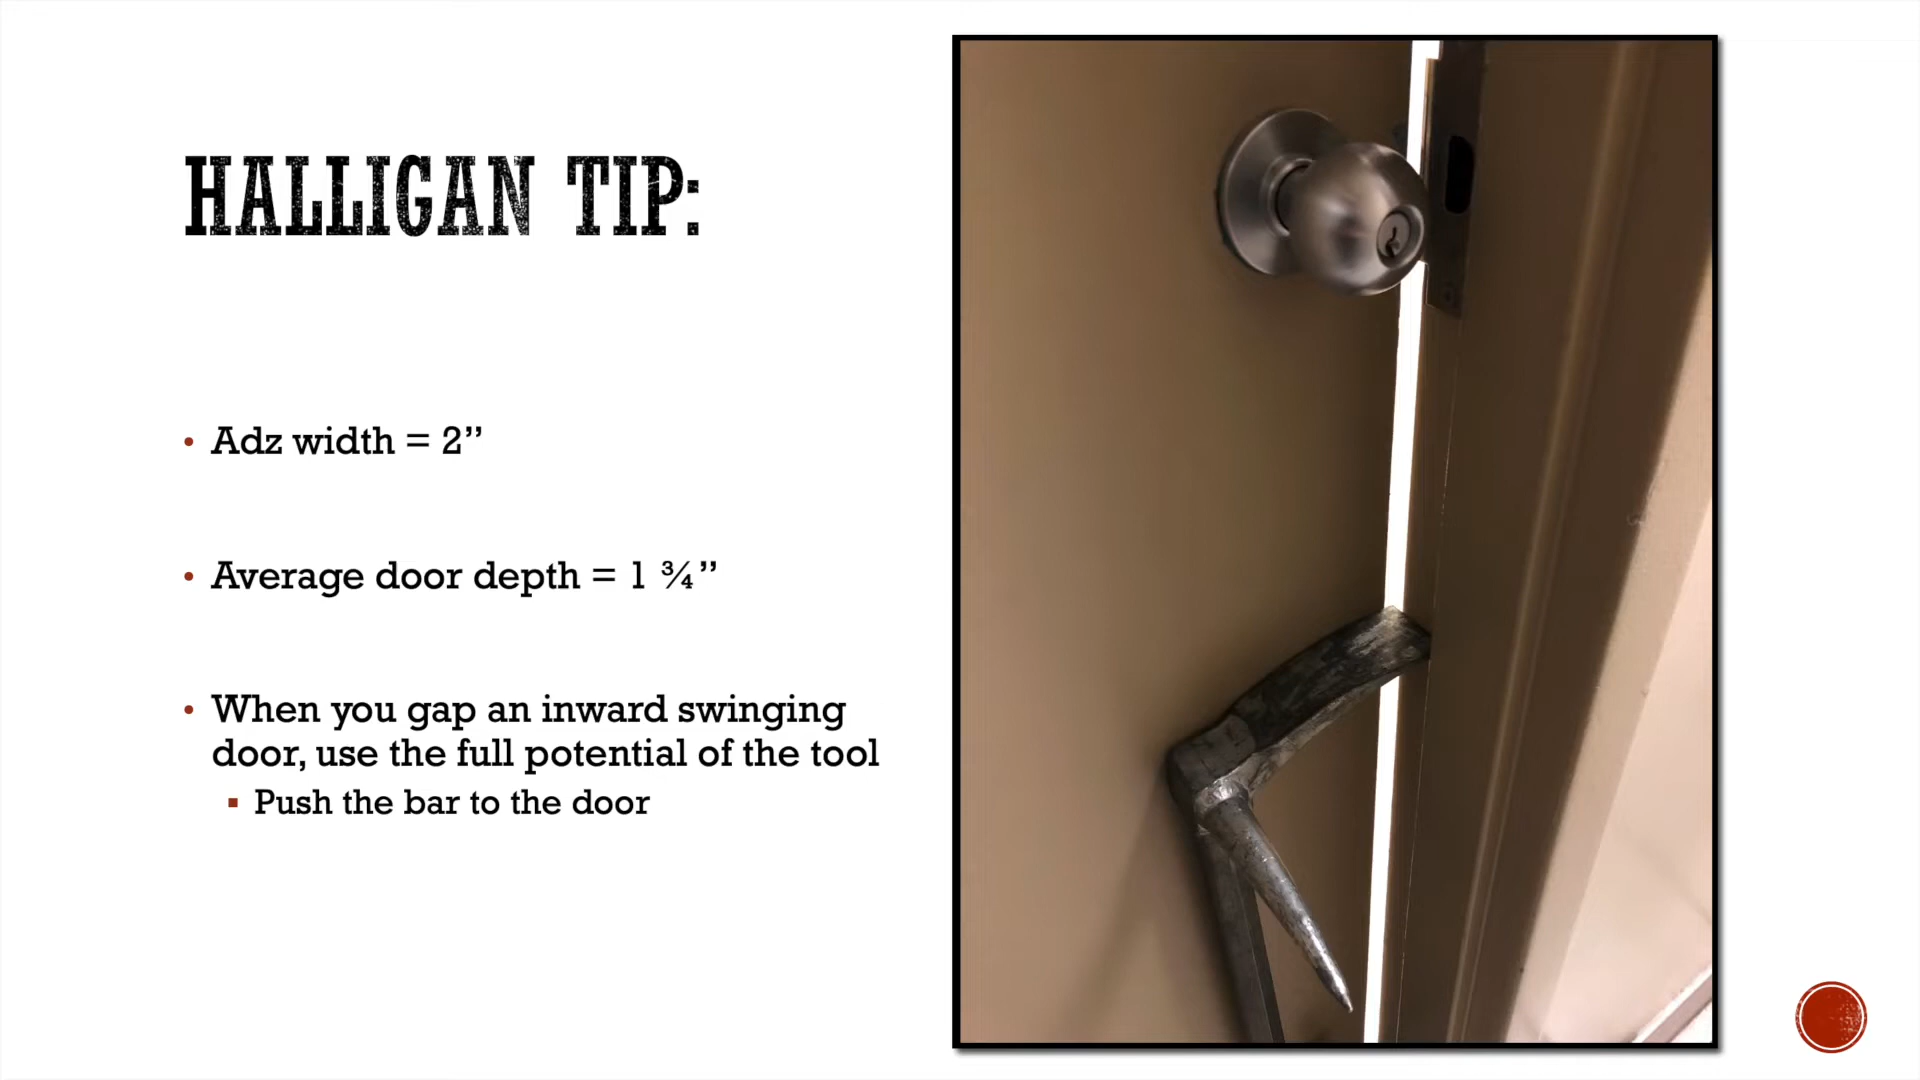 HALLIGAN TIP:
• Adz width = 2”
• Average door depth = 1 ¾”
• When you gap an inward swinging
door, use the full potential of the tool
▪ Push the bar to the door